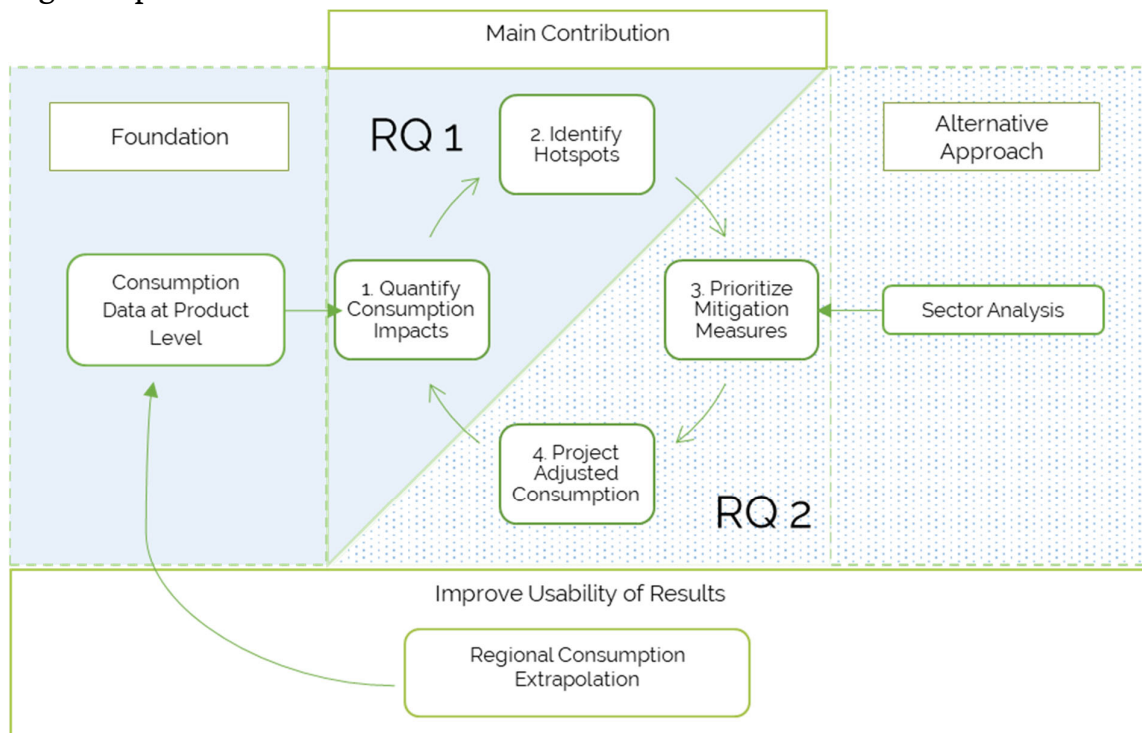 Main Contribution
Foundation
RQ 1
2. Identify
Hotspots
Alternative
Approach
Consumption
Data at Product
Level
1. Quantify
Consumption
Impacts
3. Prioritize
Mitigation
Measures
Sector Analysis
4. Project
Adjusted
Consumption
RQ 2
Improve Usability of Results
Regional Consumption
Extrapolation